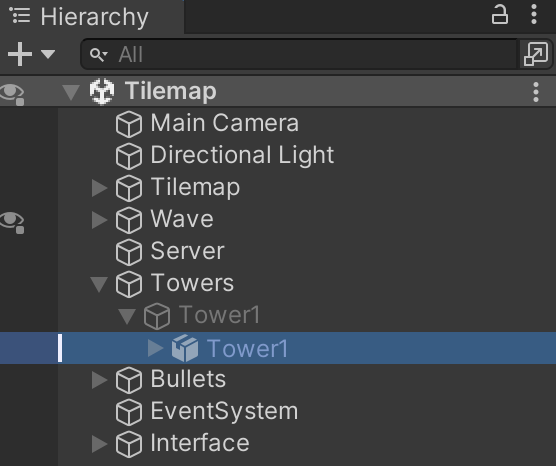 Hierarchy
All
Tilemap
Main Camera
Directional Light
Tilemap
Wave
Server
Towers
Tower1
Tower1
Bullets
EventSystem
Interface